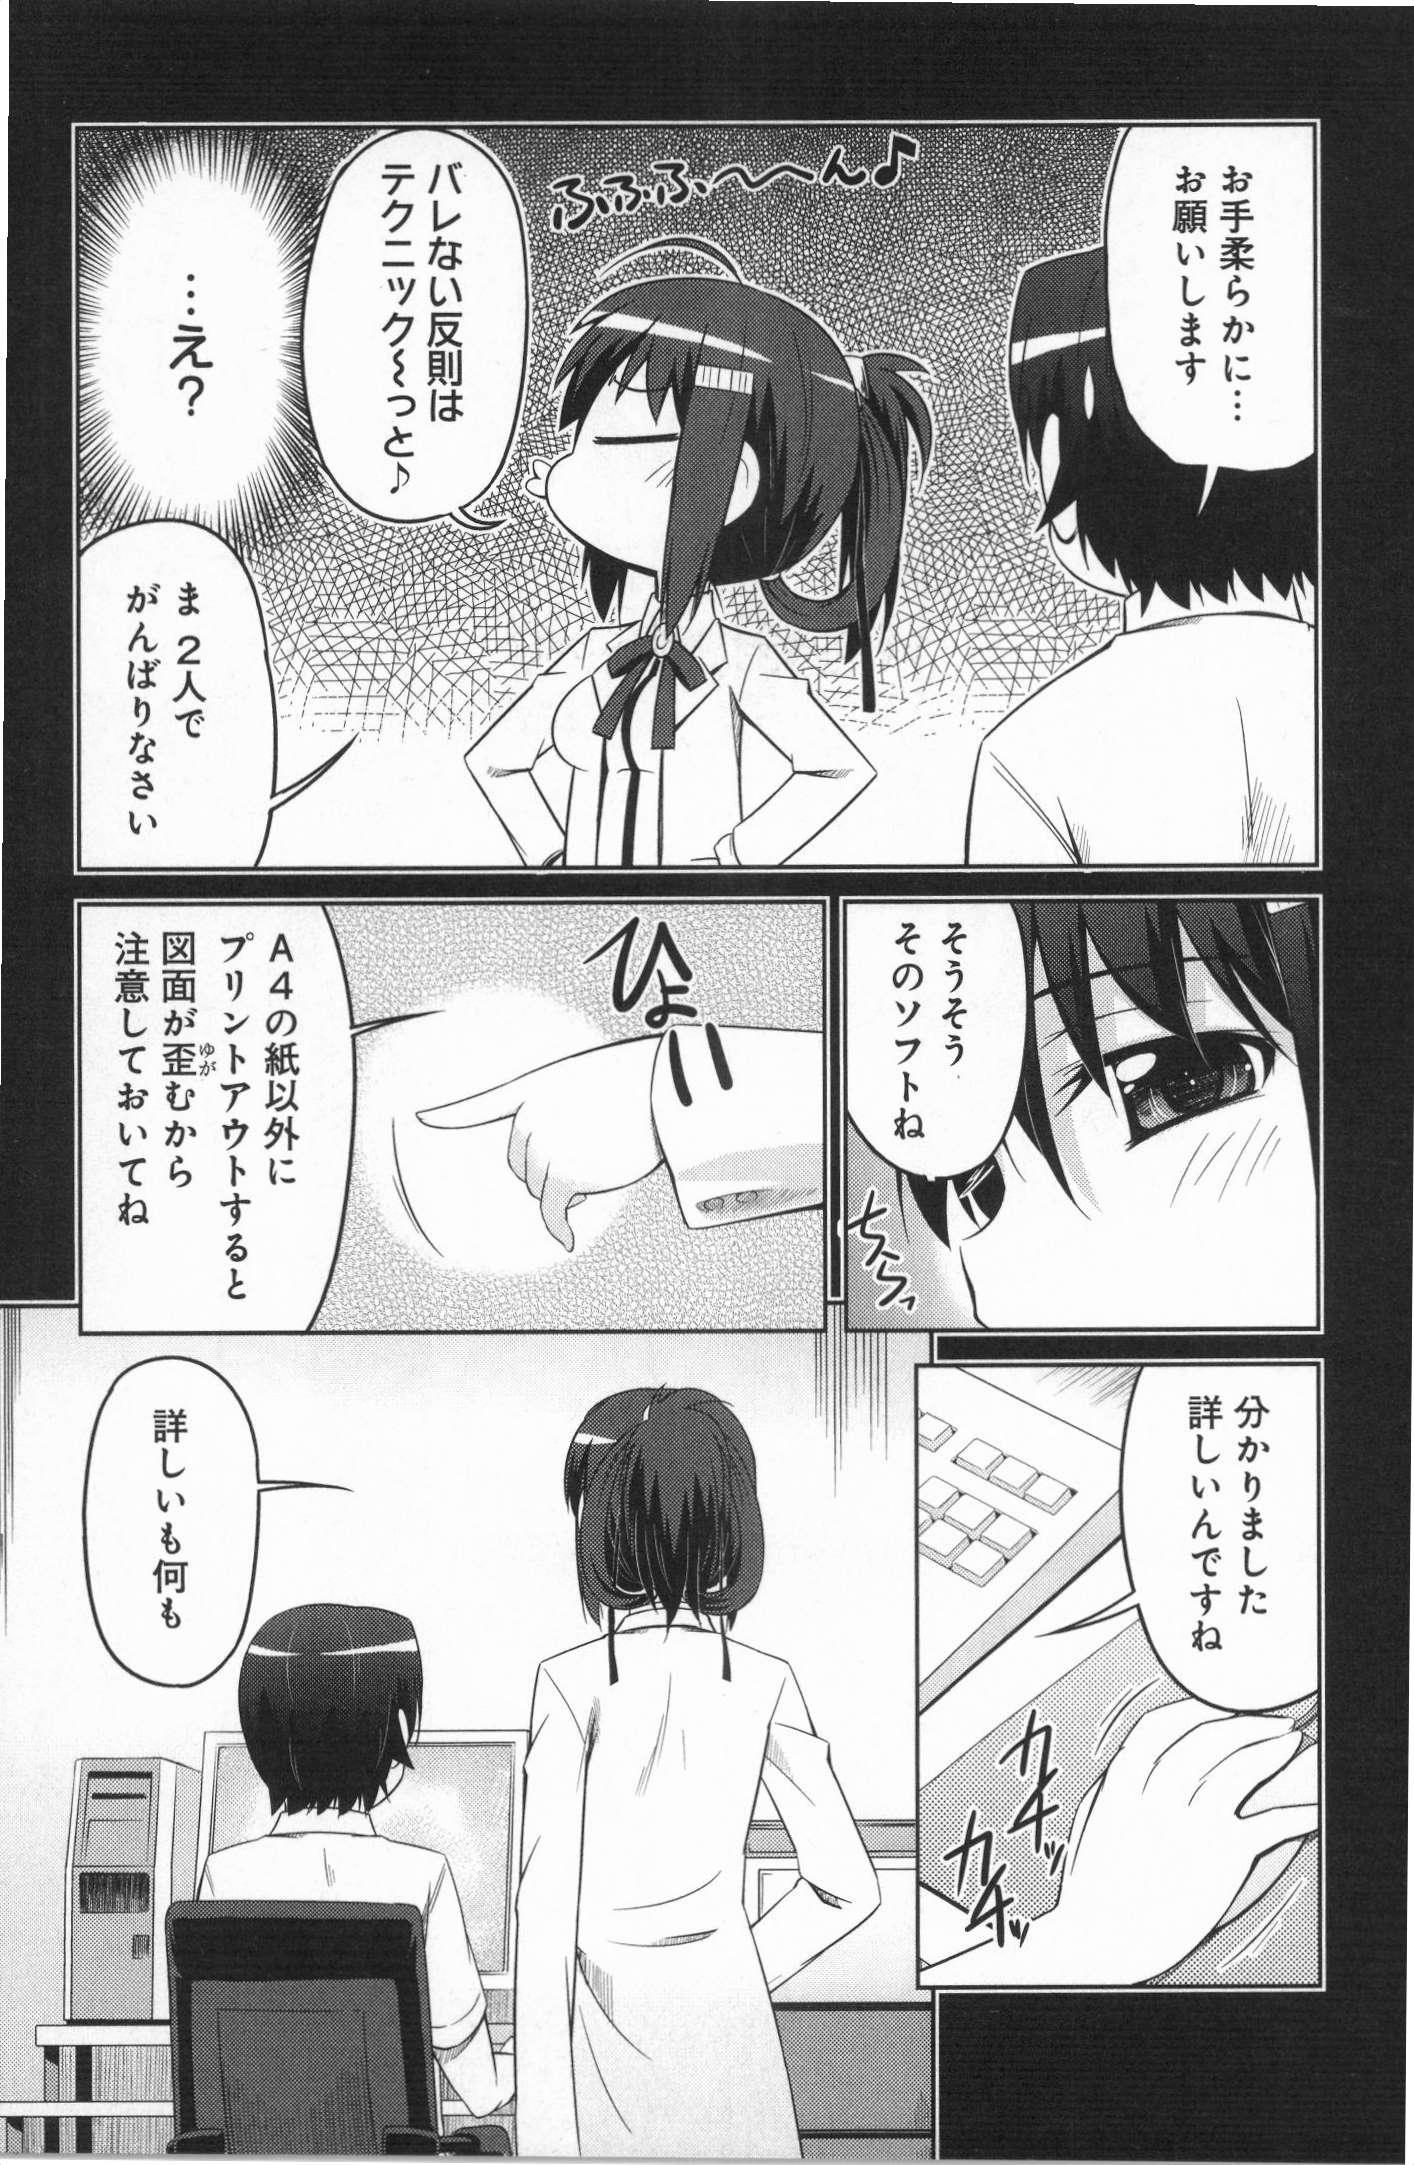 お手柔らかに…
お願いします
ふふふ、～～ん♪
バレない反則は
テクニック～っと♪
…え？
ま 2人で
がんばりなさい
そうそう
そのソフトね
ちらっ
ひょ
A4の紙以外に
プリントアウトすると
図面が歪むから
ゆが
注意しておいてね
分かりました
詳しいんですね
カチッ
カチッ
詳しいも何も